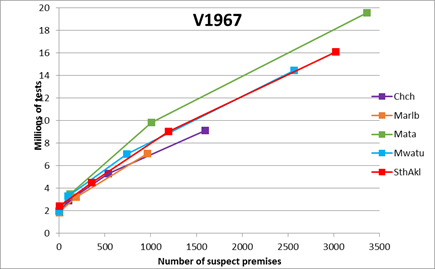 V1967
Millions of tests
20
18
16
14
12
10
8
6
4
2
0
0 500 1000 1500 2000 2500 3000 3500
Number of suspect premises
Chch
Marlb
Mata
Mwatu
SthAkl